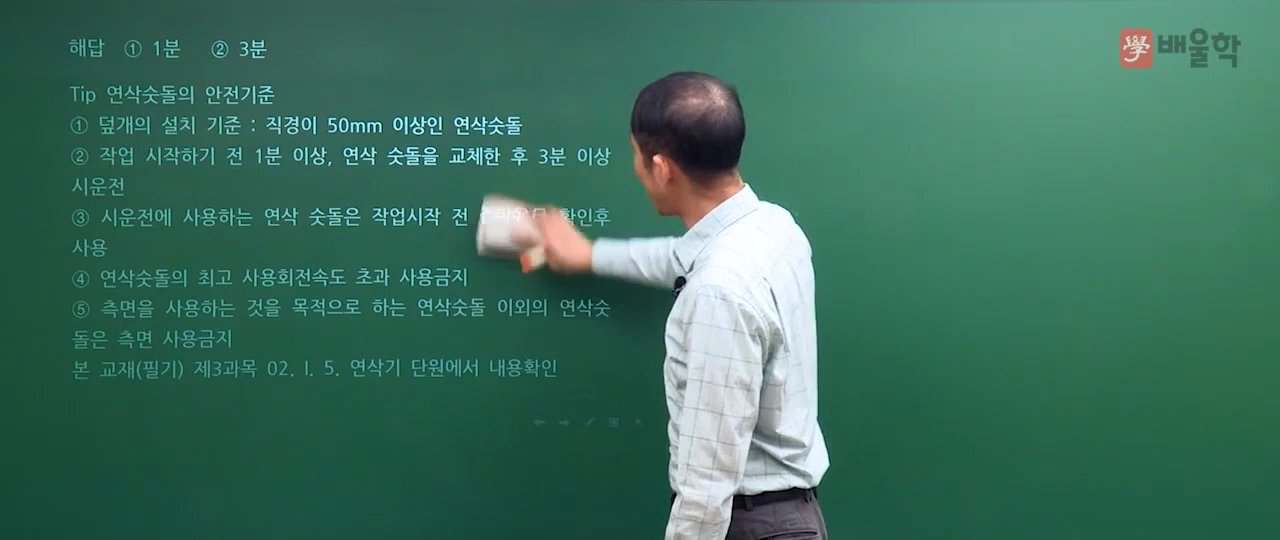 해답 ① 1분 ② 3분
學 배울학
Tip 연삭숫돌의 안전기준
① 덮개의 설치 기준 : 직경이 50mm 이상인 연삭숫돌
② 작업 시작하기 전 1분 이상, 연삭 숫돌을 교체한 후 3분 이상
시운전
③ 시운전에 사용하는 연삭 숫돌은 작업시작 전 확인후
사용
④ 연삭숫돌의 최고 사용회전속도 초과 사용금지
⑤ 측면을 사용하는 것을 목적으로 하는 연삭숫돌 이외의 연삭숫
돌은 측면 사용금지
본 교재(필기) 제3과목 02. I. 5. 연삭기 단원에서 내용확인